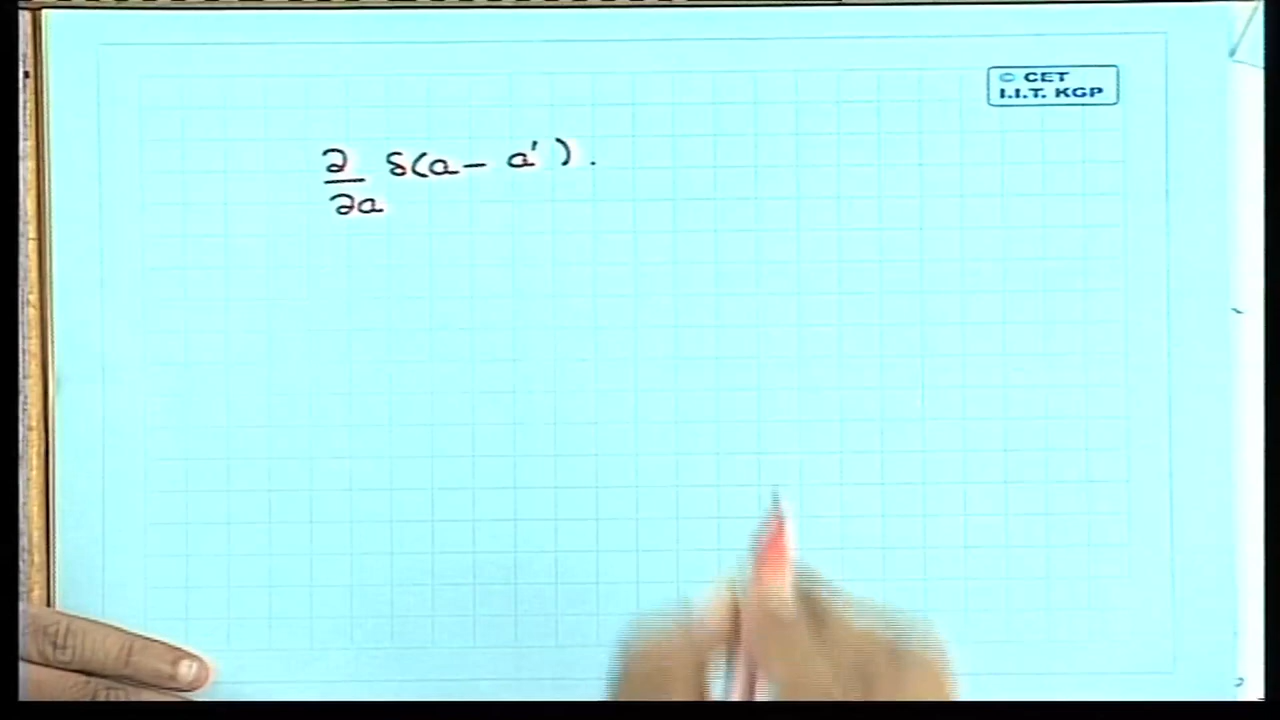 ∂/∂a δ(a - a').
© CET
I.I.T. KGP